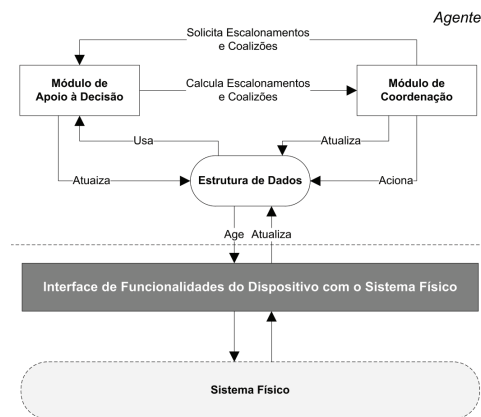 Agente
Solicita Escalonamentos
e Coalizões
Módulo de
Apoio à Decisão
Calcula Escalonamentos
e Coalizões
Módulo de
Coordenação
Usa
Atualiza
Atuaiza
Estrutura de Dados
Aciona
Age
Atualiza
Interface de Funcionalidades do Dispositivo com o Sistema Físico
Sistema Físico